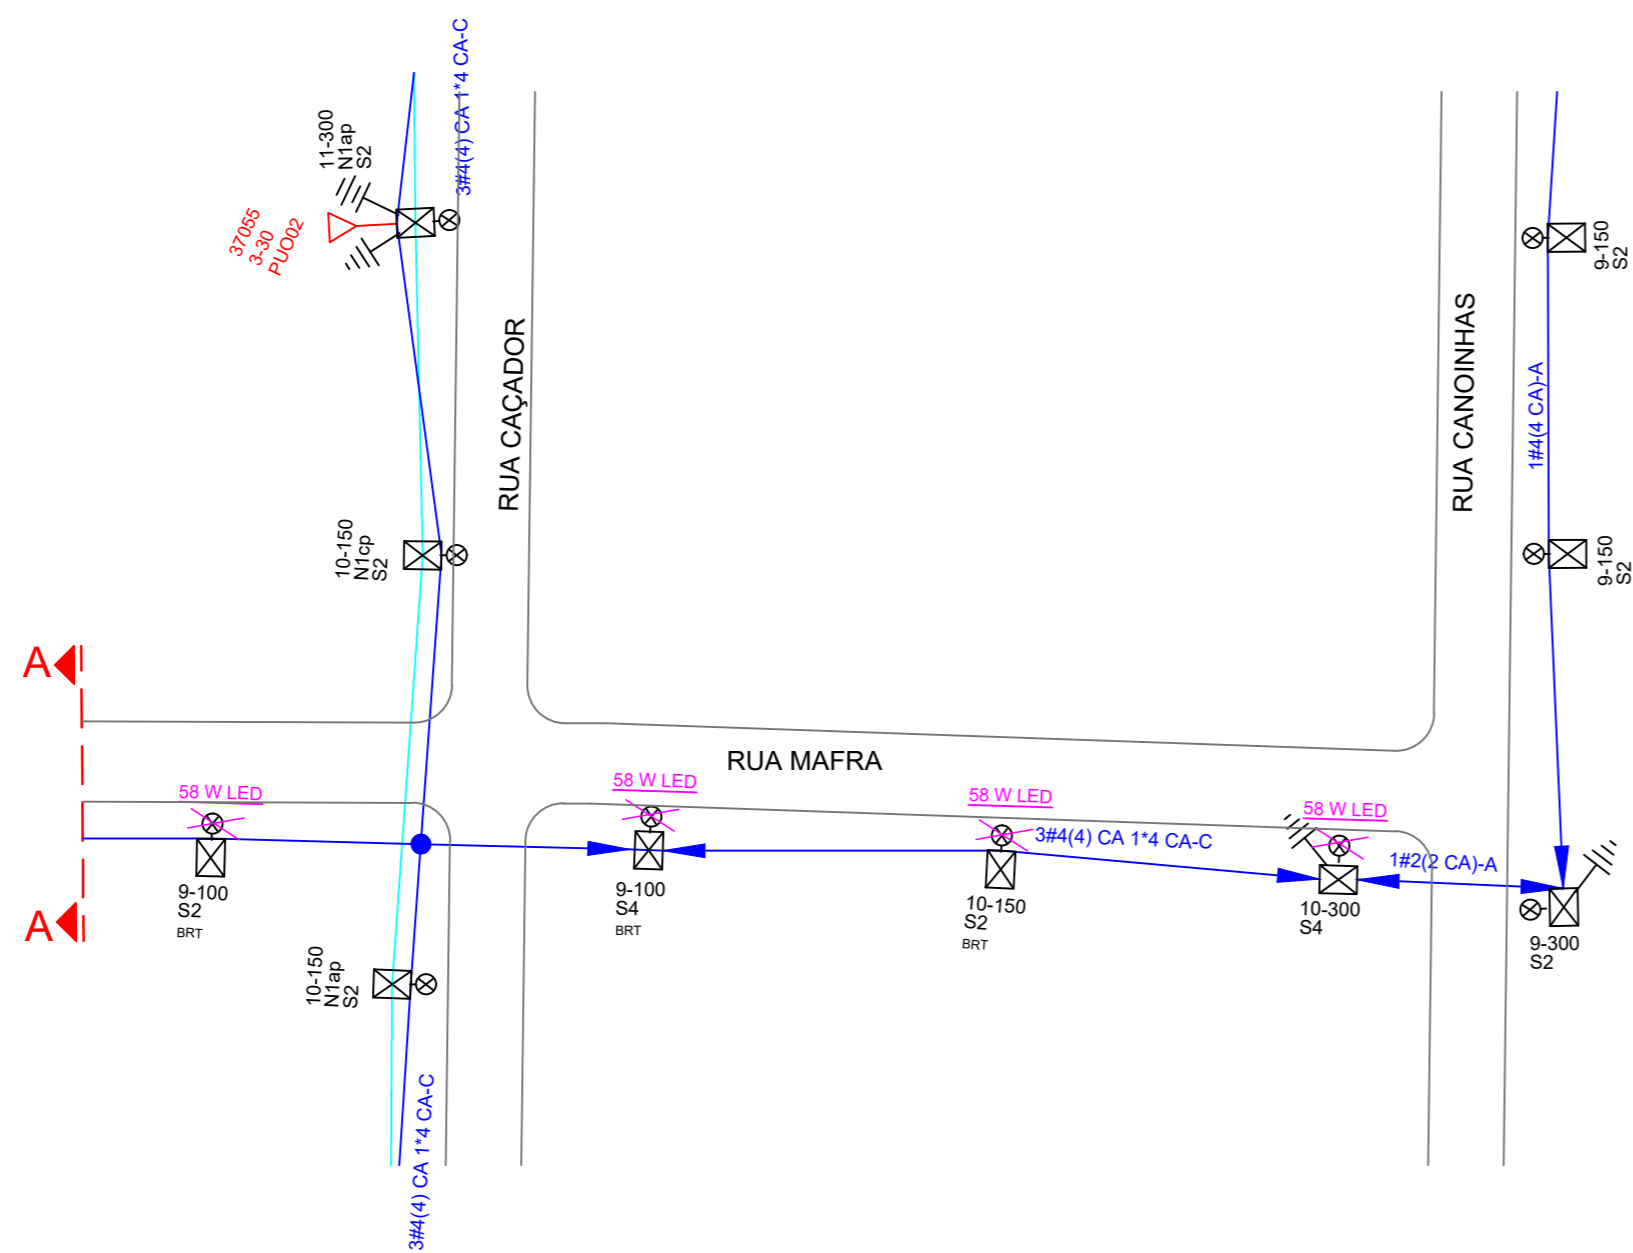 3#4(4) CA 1*4 CA-C
11-300
N1ap
S2
37055
3-30
PUO02
RUA CAÇADOR
10-150
N1cp
S2
RUA CANOINHAS
9-150
S2
1#4(4 CA)-A
9-150
S2
A
A
RUA MAFRA
58 W LED
58 W LED
58 W LED
58 W LED
3#4(4) CA 1*4 CA-C
1#2(2 CA)-A
9-100
S2
BRT
9-100
S4
BRT
10-150
S2
BRT
10-300
S4
9-300
S2
10-150
N1ap
S2
3#4(4) CA 1*4 CA-C